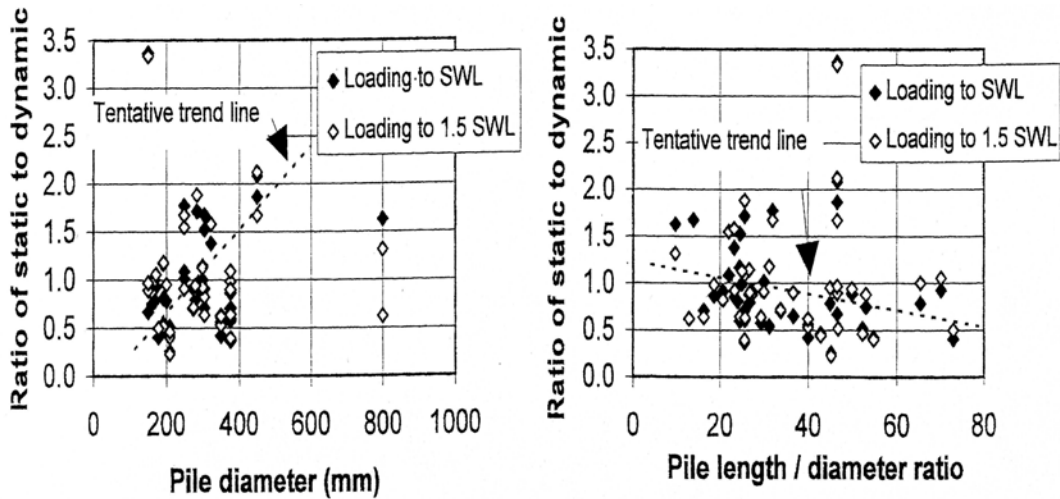 Ratio of static to dynamic
3.5
3.0
2.5
2.0
1.5
1.0
0.5
0.0
Tentative trend line
Loading to SWL
Loading to 1.5 SWL
0 200 400 600 800 1000
Pile diameter (mm)
Ratio of static to dynamic
3.5
3.0
2.5
2.0
1.5
1.0
0.5
0.0
Loading to SWL
Loading to 1.5 SWL
Tentative trend line
0 20 40 60 80
Pile length / diameter ratio